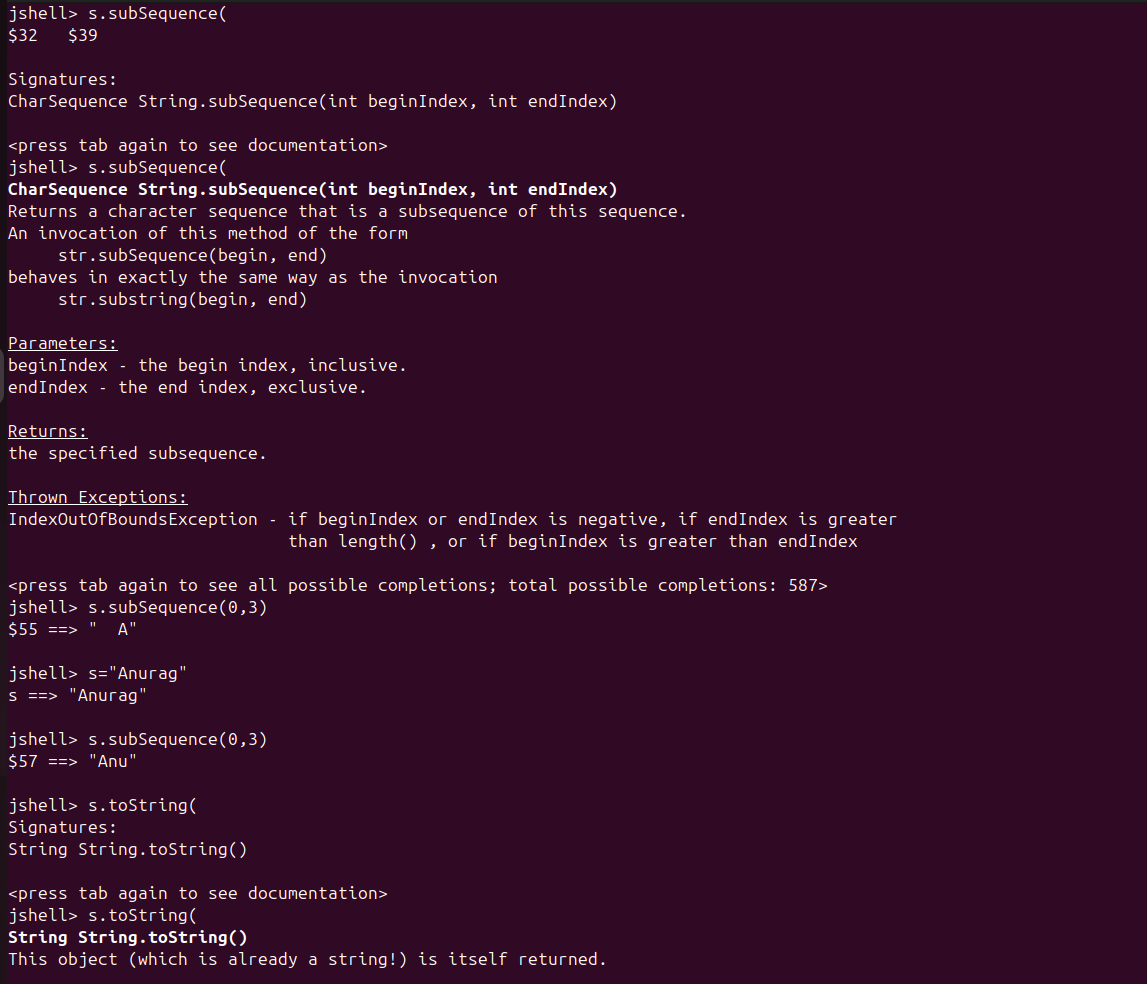 jshell> s.subSequence(
$32   $39
Signatures:
CharSequence String.subSequence(int beginIndex, int endIndex)
<press tab again to see documentation>
jshell> s.subSequence(
CharSequence String.subSequence(int beginIndex, int endIndex)
Returns a character sequence that is a subsequence of this sequence.
An invocation of this method of the form
     str.subSequence(begin, end)
behaves in exactly the same way as the invocation
     str.substring(begin, end)
Parameters:
beginIndex - the begin index, inclusive.
endIndex - the end index, exclusive.
Returns:
the specified subsequence.
Thrown Exceptions:
IndexOutOfBoundsException - if beginIndex or endIndex is negative, if endIndex is greater
                            than length() , or if beginIndex is greater than endIndex
<press tab again to see all possible completions; total possible completions: 587>
jshell> s.subSequence(0,3)
$55 ==> "  A"
jshell> s="Anurag"
s ==> "Anurag"
jshell> s.subSequence(0,3)
$57 ==> "Anu"
jshell> s.toString(
Signatures:
String String.toString()
<press tab again to see documentation>
jshell> s.toString(
String String.toString()
This object (which is already a string!) is itself returned.